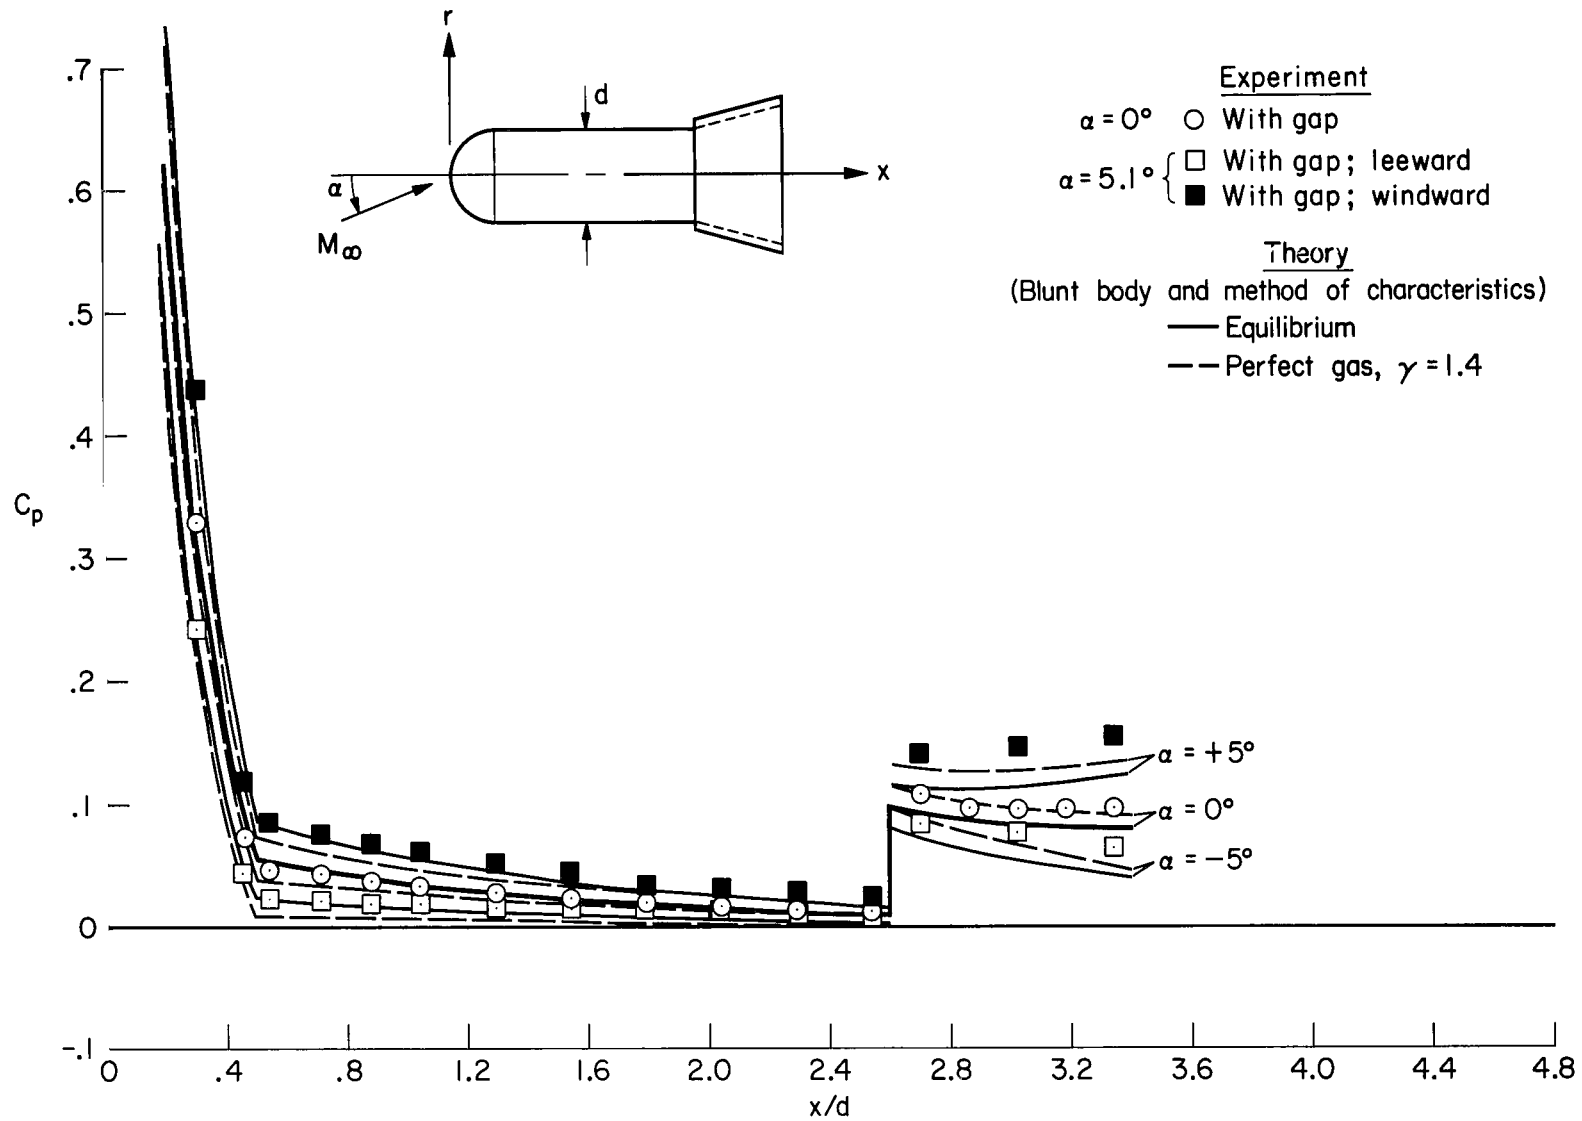 r
d
x
α
M∞
Experiment
α = 0° ○ With gap
α = 5.1° { □ With gap; leeward
■ With gap; windward
Theory
(Blunt body and method of characteristics)
Equilibrium
Perfect gas, γ = 1.4
.7
.6
.5
.4
Cp
.3
.2
.1
0
-.1
α = +5°
α = 0°
α = -5°
0 .4 .8 1.2 1.6 2.0 2.4 2.8 3.2 3.6 4.0 4.4 4.8
x/d